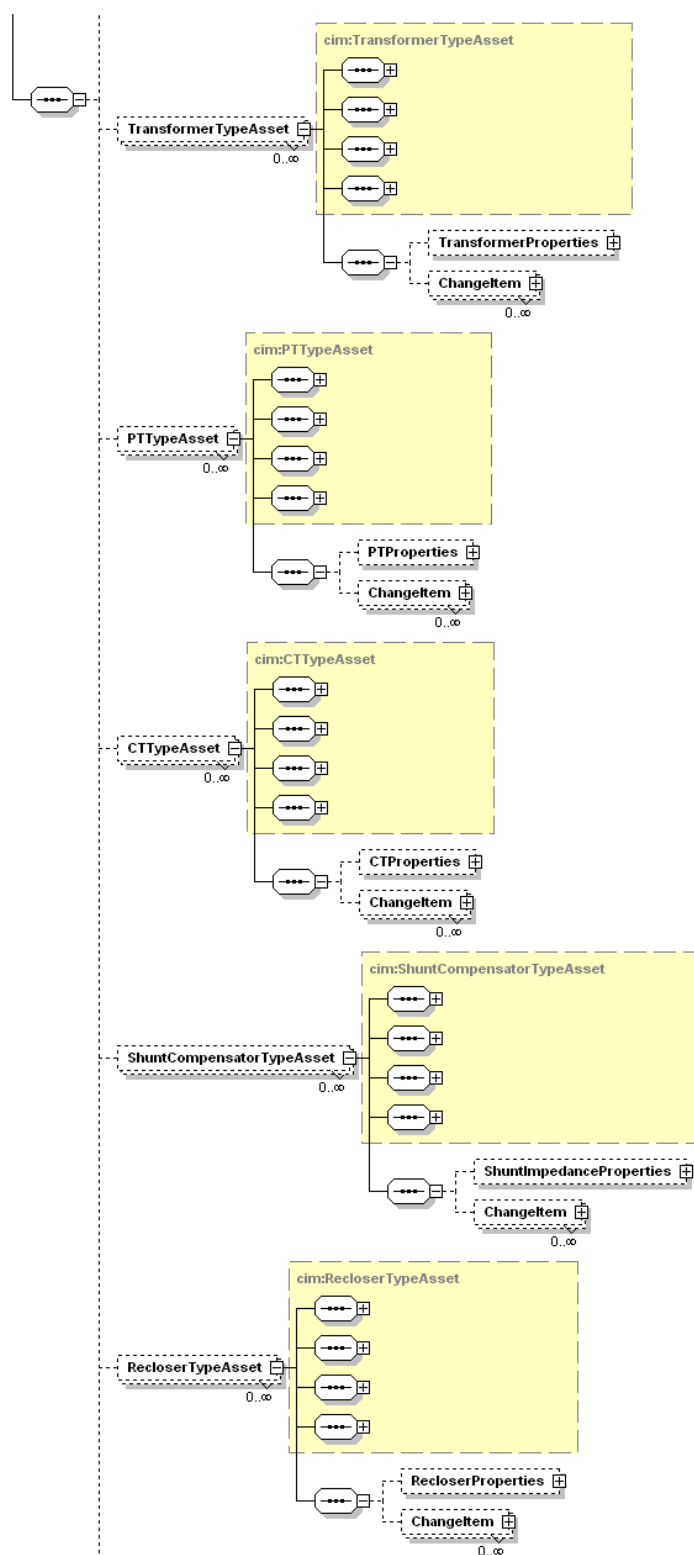 cim:TransformerTypeAsset
TransformerTypeAsset
0..∞
TransformerProperties
ChangeItem
0..∞
cim:PTTypeAsset
PTTypeAsset
0..∞
PTProperties
ChangeItem
0..∞
cim:CTTypeAsset
CTTypeAsset
0..∞
CTProperties
ChangeItem
0..∞
cim:ShuntCompensatorTypeAsset
ShuntCompensatorTypeAsset
0..∞
ShuntImpedanceProperties
ChangeItem
0..∞
cim:RecloserTypeAsset
RecloserTypeAsset
0..∞
RecloserProperties
ChangeItem
0..∞